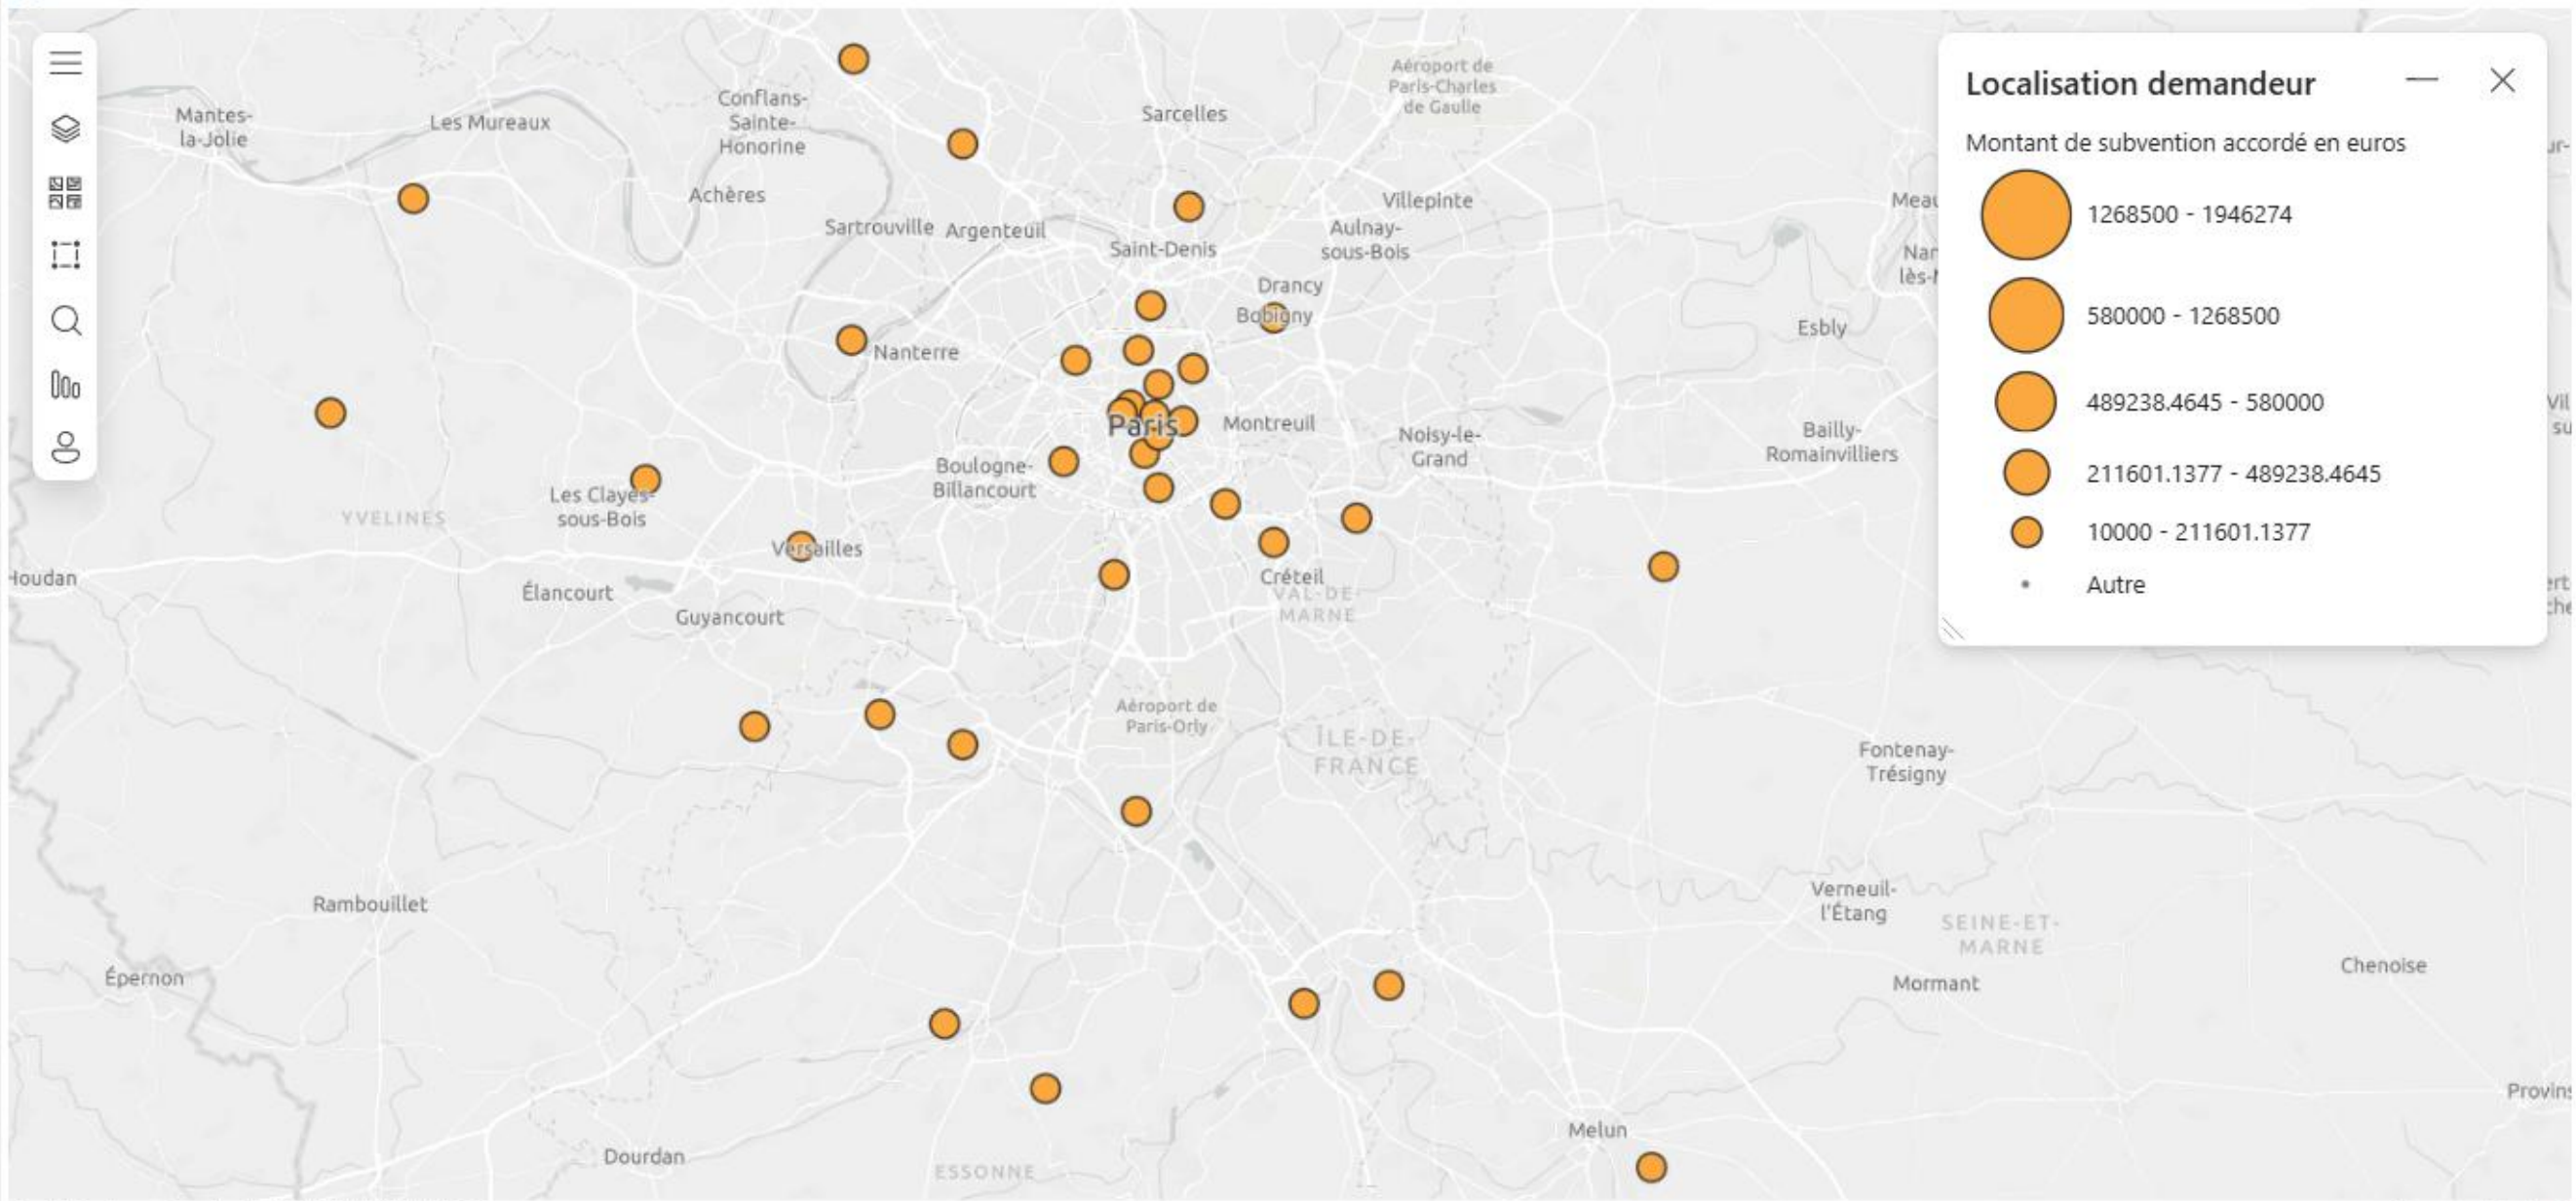 Mantes-
la-Jolie
Les Mureaux
Conflans-
Sainte-
Honorine
Achères
Sarcelles
Aéroport de
Paris-Charles
de Gaulle
Villepinte
Sartrouville
Argenteuil
Saint-Denis
Aulnay-
sous-Bois
Drancy
Bobigny
Nanterre
Paris
Montreuil
Noisy-le-
Grand
Boulogne-
Billancourt
Les Clayes-
sous-Bois
YVELINES
Versailles
Houdan
Élancourt
Guyancourt
Créteil
VAL-DE-
MARNE
Esbly
Bailly-
Romainvilliers
Aéroport de
Paris-Orly
ÎLE-DE-
FRANCE
Fontenay-
Trésigny
Rambouillet
Verneuil-
l'Étang
SEINE-ET-
MARNE
Mormant
Chenoise
Épernon
Dourdan
ESSONNE
Melun
Provins
Localisation demandeur
Montant de subvention accordé en euros
1268500 - 1946274
580000 - 1268500
489238.4645 - 580000
211601.1377 - 489238.4645
10000 - 211601.1377
Autre